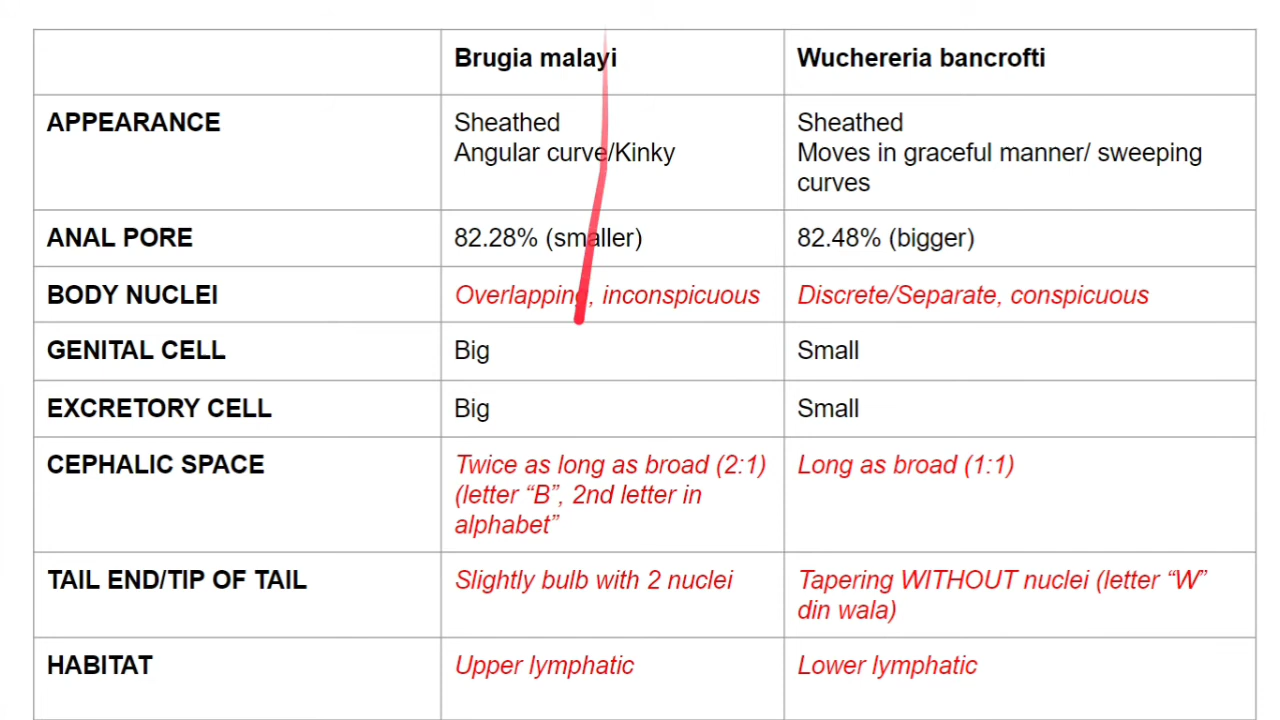 Brugia malayi
Wuchereria bancrofti
APPEARANCE
Sheathed
Angular curve/Kinky
Sheathed
Moves in graceful manner/ sweeping
curves
ANAL PORE
82.28% (smaller)
82.48% (bigger)
BODY NUCLEI
Overlapping, inconspicuous
Discrete/Separate, conspicuous
GENITAL CELL
Big
Small
EXCRETORY CELL
Big
Small
CEPHALIC SPACE
Twice as long as broad (2:1)
(letter “B”, 2nd letter in
alphabet”
Long as broad (1:1)
TAIL END/TIP OF TAIL
Slightly bulb with 2 nuclei
Tapering WITHOUT nuclei (letter “W”
din wala)
HABITAT
Upper lymphatic
Lower lymphatic